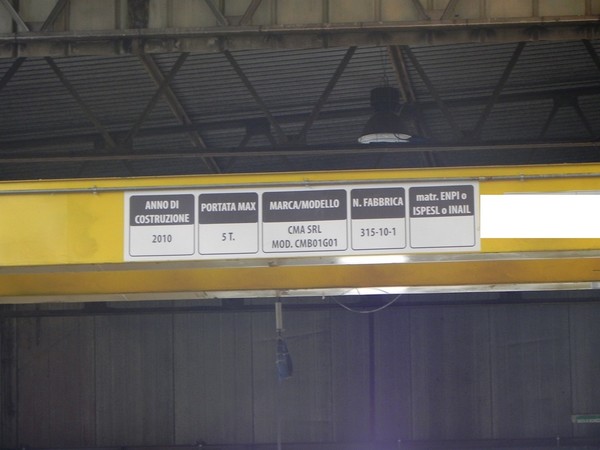 ANNO DI
COSTRUZIONE
2010
PORTATA MAX
5 T.
MARCA/MODELLO
CMA SRL
MOD. CMB01G01
N. FABBRICA
315-10-1
matr. ENPI o
ISPESL o INAIL